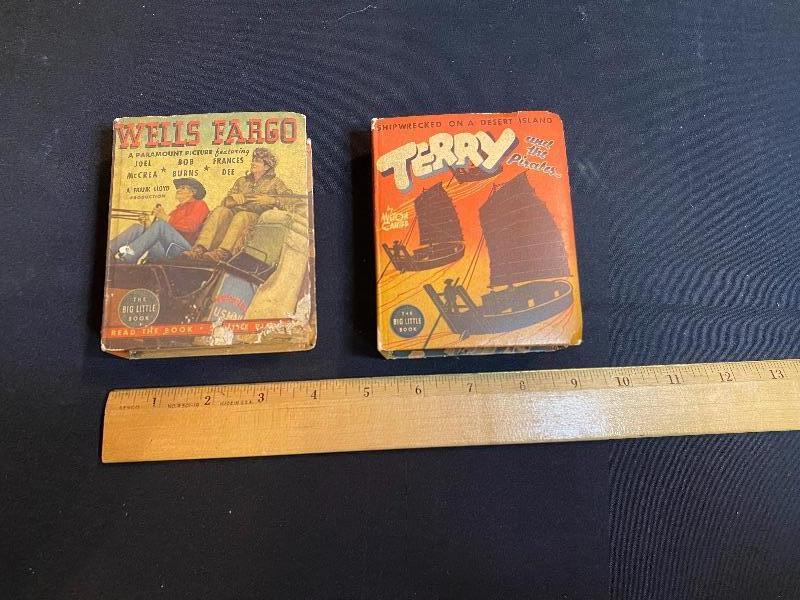 WELLS FARGO
A PARAMOUNT PICTURE featuring
JOEL BOB FRANCES
McCREA ★ BURNS ★ DEE
A FRANK LLOYD
PRODUCTION
THE
BIG LITTLE
BOOK
READ THE BOOK
SHIPWRECKED ON A DESERT ISLAND
TERRY
and the
Pirates
by
MILTON
CANIFF
THE
BIG LITTLE
BOOK
1 2 3 4 5 6 7 8 9 10 11 12 13
MADE IN U.S.A.